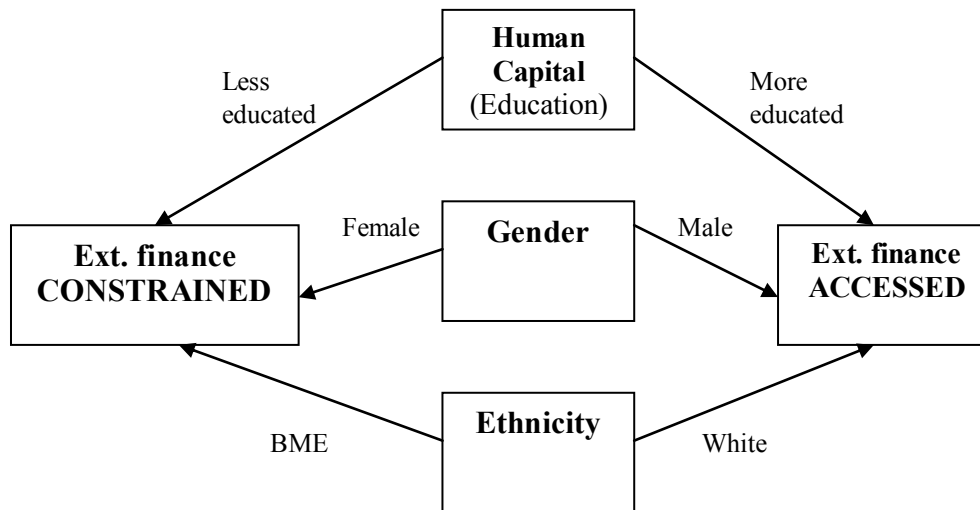 Human
Capital
(Education)
Less
educated
More
educated
Female
Gender
Male
Ext. finance
CONSTRAINED
Ext. finance
ACCESSED
Ethnicity
BME
White